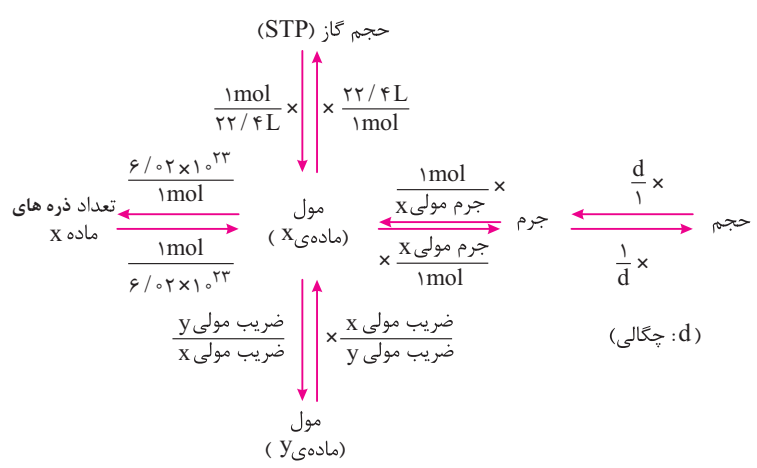 حجم گاز (STP)
۱mol / ۲۲/۴L ×
× ۲۲/۴L / ۱mol
۶/۰۲×۱۰^۲۳ / ۱mol
۱mol / جرم مولی x ×
d / ۱ ×
تعداد ذره های
ماده x
مول
(ماده‌ی x)
جرم
حجم
۱mol / ۶/۰۲×۱۰^۲۳
× جرم مولی x / ۱mol
۱ / d ×
ضریب مولی y / ضریب مولی x
× ضریب مولی x / ضریب مولی y
(d: چگالی)
مول
(ماده‌ی y)